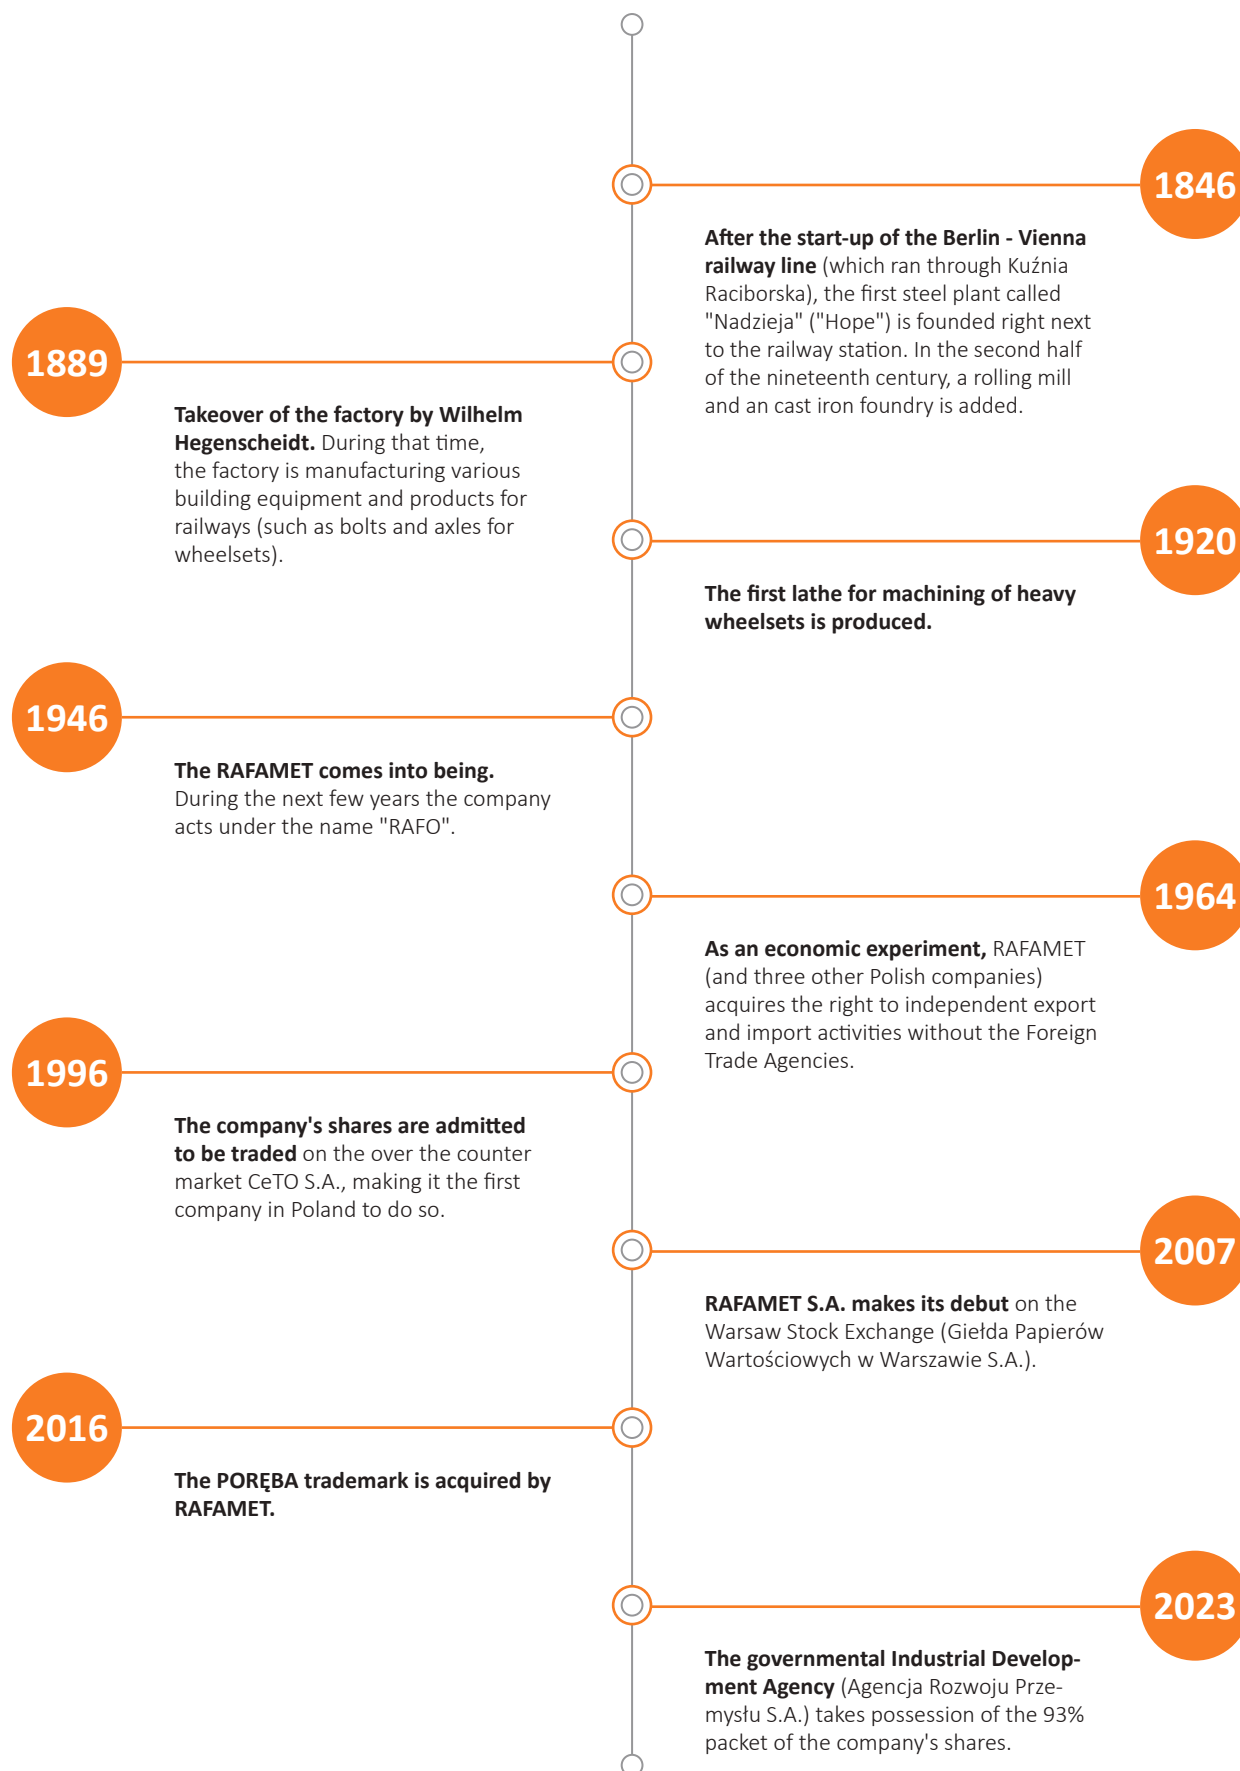 1846
After the start-up of the Berlin - Vienna
railway line (which ran through Kuźnia
Raciborska), the first steel plant called
"Nadzieja" ("Hope") is founded right next
to the railway station. In the second half
of the nineteenth century, a rolling mill
and an cast iron foundry is added.
1889
Takeover of the factory by Wilhelm
Hegenscheidt. During that time,
the factory is manufacturing various
building equipment and products for
railways (such as bolts and axles for
wheelsets).
1920
The first lathe for machining of heavy
wheelsets is produced.
1946
The RAFAMET comes into being.
During the next few years the company
acts under the name "RAFO".
1964
As an economic experiment, RAFAMET
(and three other Polish companies)
acquires the right to independent export
and import activities without the Foreign
Trade Agencies.
1996
The company's shares are admitted
to be traded on the over the counter
market CeTO S.A., making it the first
company in Poland to do so.
2007
RAFAMET S.A. makes its debut on the
Warsaw Stock Exchange (Giełda Papierów
Wartościowych w Warszawie S.A.).
2016
The PORĘBA trademark is acquired by
RAFAMET.
2023
The governmental Industrial Develop-
ment Agency (Agencja Rozwoju Prze-
mysłu S.A.) takes possession of the 93%
packet of the company's shares.